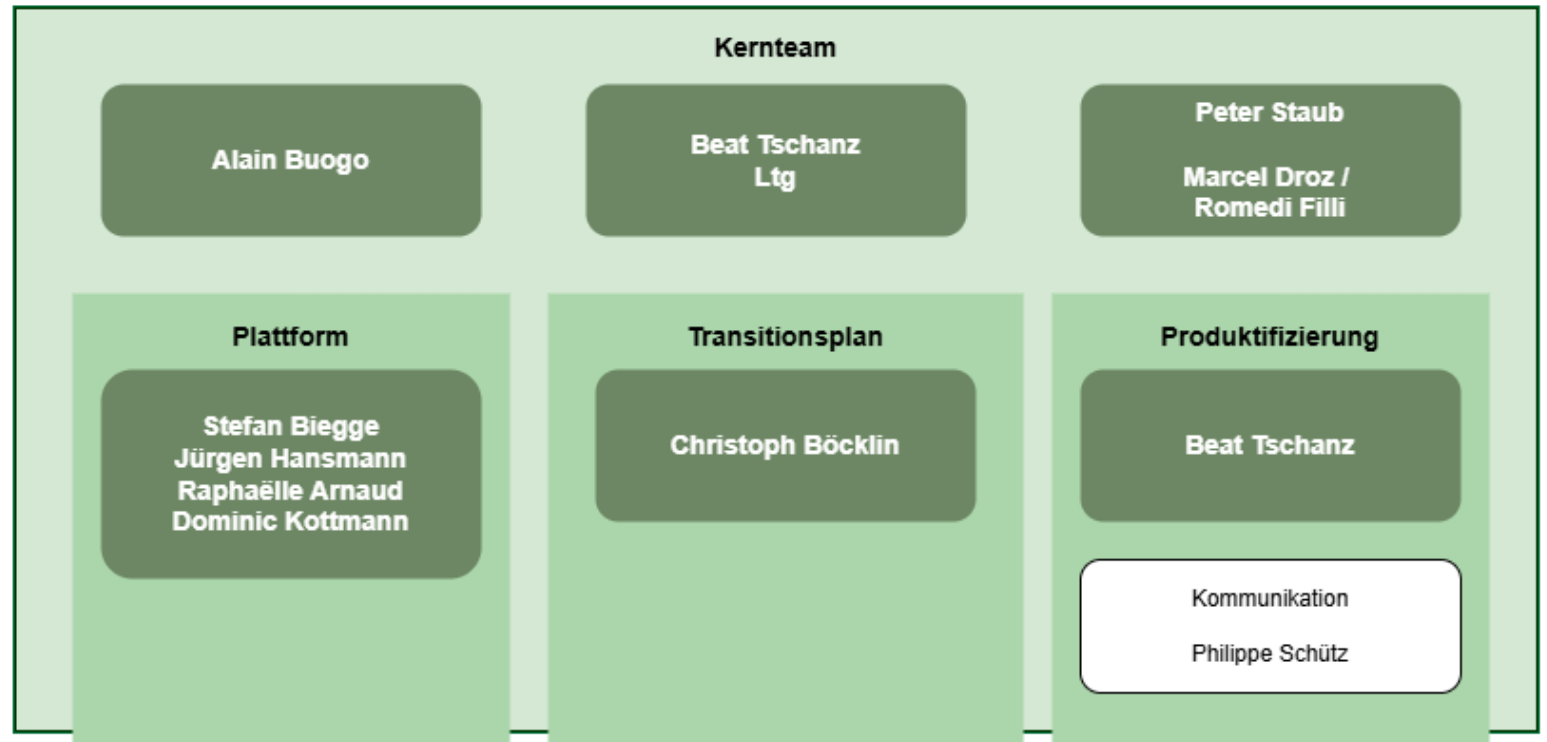 Kernteam
Alain Buogo
Beat Tschanz
Ltg
Peter Staub
Marcel Droz /
Romedi Filli
Plattform
Stefan Biegge
Jürgen Hansmann
Raphaëlle Arnaud
Dominic Kottmann
Transitionsplan
Christoph Böcklin
Produktifizierung
Beat Tschanz
Kommunikation
Philippe Schütz